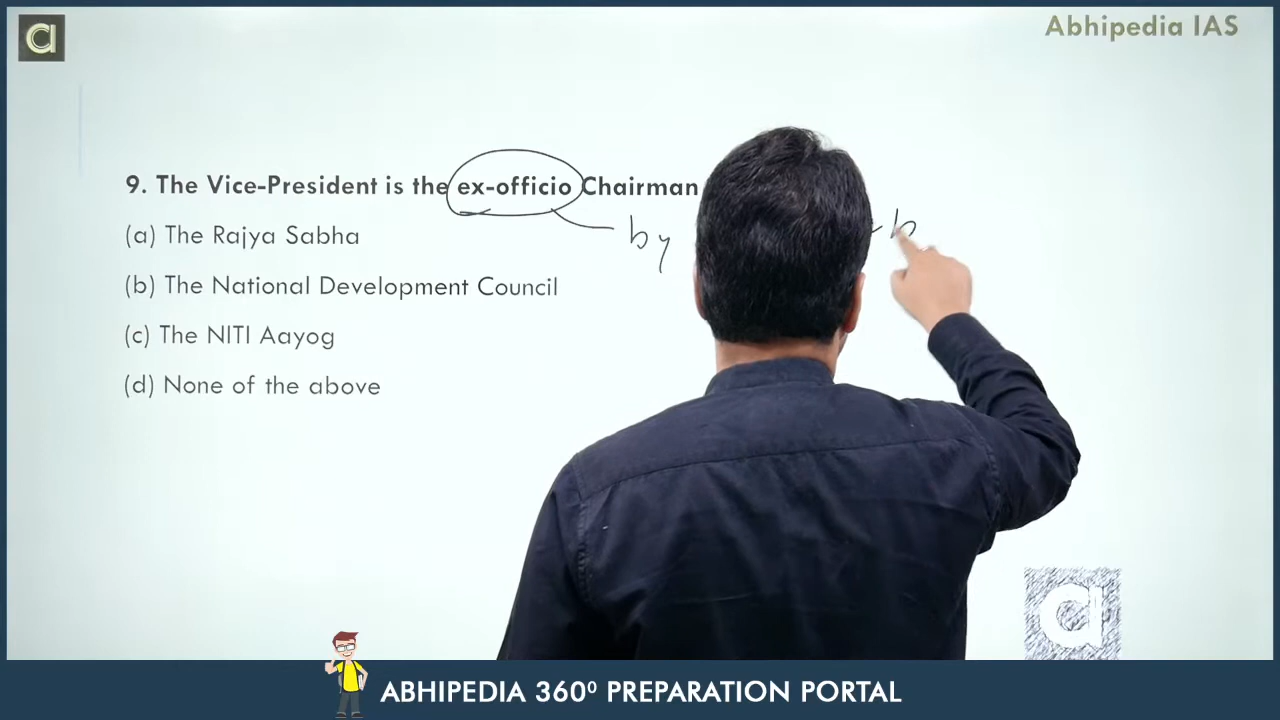 Abhipedia IAS
9. The Vice-President is the ex-officio Chairman
by
(a) The Rajya Sabha
(b) The National Development Council
(c) The NITI Aayog
(d) None of the above
ABHIPEDIA 360⁰ PREPARATION PORTAL